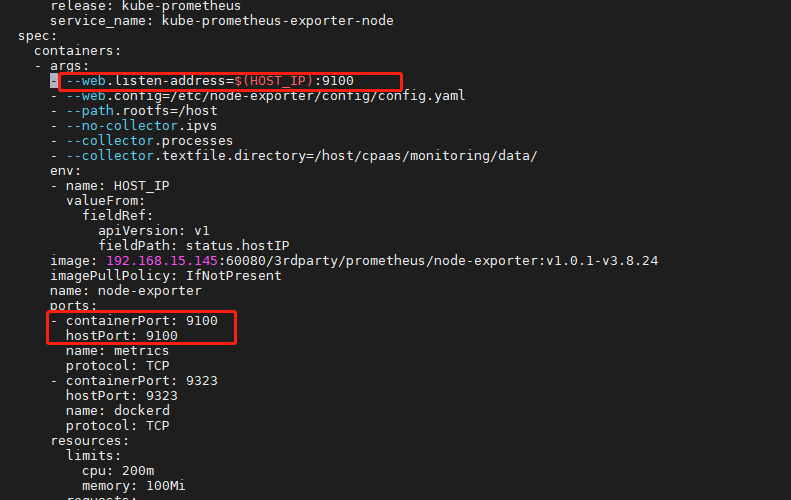 release: kube-prometheus
service_name: kube-prometheus-exporter-node
spec:
containers:
- args:
- --web.listen-address=$(HOST_IP):9100
- --web.config=/etc/node-exporter/config/config.yaml
- --path.rootfs=/host
- --no-collector.ipvs
- --collector.processes
- --collector.textfile.directory=/host/cpaas/monitoring/data/
env:
- name: HOST_IP
valueFrom:
fieldRef:
apiVersion: v1
fieldPath: status.hostIP
image: 192.168.15.145:60080/3rdparty/prometheus/node-exporter:v1.0.1-v3.8.24
imagePullPolicy: IfNotPresent
name: node-exporter
ports:
- containerPort: 9100
hostPort: 9100
name: metrics
protocol: TCP
- containerPort: 9323
hostPort: 9323
name: dockerd
protocol: TCP
resources:
limits:
cpu: 200m
memory: 100Mi
requests: